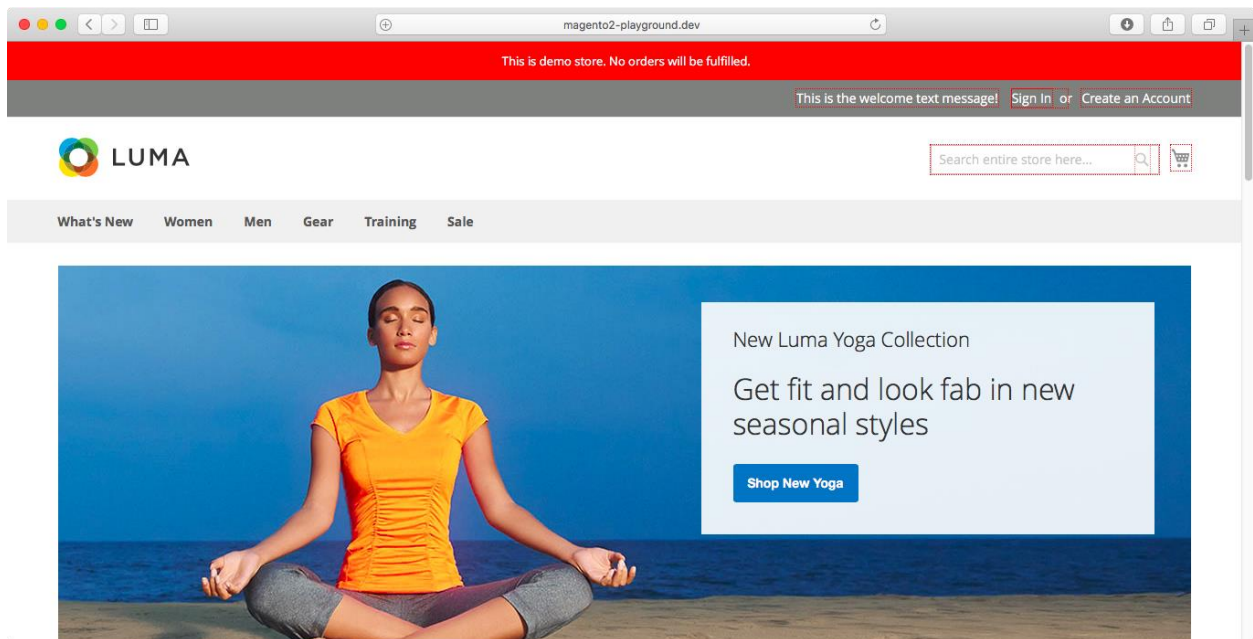 magento2-playground.dev
This is demo store. No orders will be fulfilled.
This is the welcome text message! Sign In or Create an Account
LUMA
Search entire store here...
What's New Women Men Gear Training Sale
New Luma Yoga Collection
Get fit and look fab in new
seasonal styles
Shop New Yoga